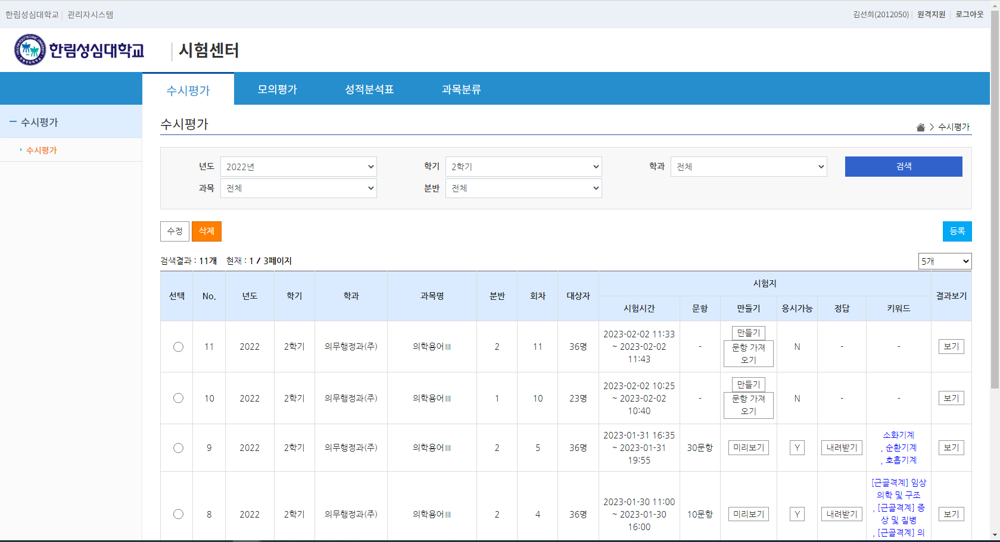 한림성심대학교 | 관리자시스템
김선희(2012050) | 원격지원 | 로그아웃
한림성심대학교 | 시험센터
수시평가 모의평가 성적분석표 과목분류
수시평가
수시평가
수시평가
수시평가
년도 2022년 학기 2학기 학과 전체 검색
과목 전체 분반 전체
수정 삭제 등록
검색결과 : 11개 현재 : 1 / 3페이지 5개
선택 No. 년도 학기 학과 과목명 분반 회차 대상자 시험지 결과보기
시험시간 문항 만들기 응시가능 정답 키워드
11 2022 2학기 의무행정과(주) 의학용어Ⅲ 2 11 36명 2023-02-02 11:33 ~ 2023-02-02 11:43 - 만들기 문항 가져오기 N - - 보기
10 2022 2학기 의무행정과(주) 의학용어Ⅲ 1 10 23명 2023-02-02 10:25 ~ 2023-02-02 10:40 - 만들기 문항 가져오기 N - - 보기
9 2022 2학기 의무행정과(주) 의학용어Ⅲ 2 5 36명 2023-01-31 16:35 ~ 2023-01-31 19:55 30문항 미리보기 Y 내려받기 소화기계 , 순환기계 , 호흡기계 보기
8 2022 2학기 의무행정과(주) 의학용어Ⅲ 2 4 36명 2023-01-30 11:00 ~ 2023-01-30 16:00 10문항 미리보기 Y 내려받기 [근골격계] 임상의학 및 구조 , [근골격계] 증상 및 질병 , [근골격계] 의 보기